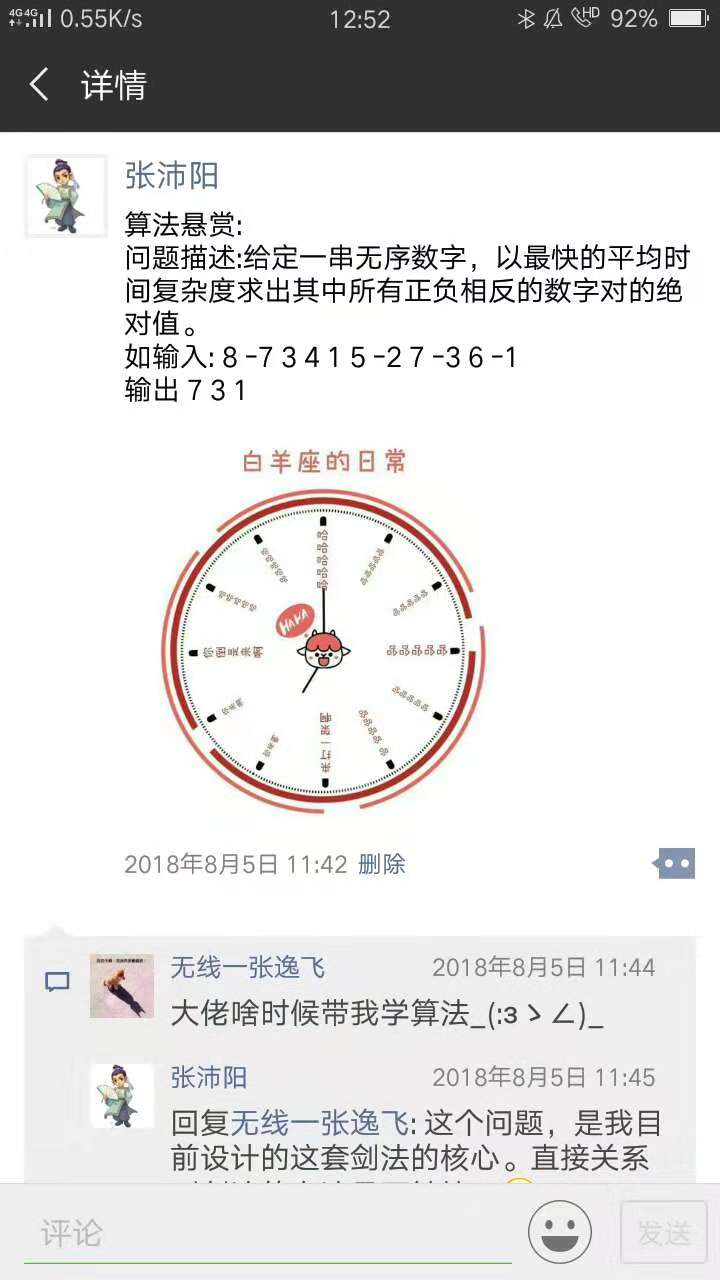 4G4G 0.55K/s 12:52 HD 92%
详情
张沛阳
算法悬赏:
问题描述:给定一串无序数字，以最快的平均时
间复杂度求出其中所有正负相反的数字对的绝
对值。
如输入: 8 -7 3 4 1 5 -2 7 -3 6 -1
输出 7 3 1
白羊座的日常
HAHA
2018年8月5日 11:42 删除
无线一张逸飞 2018年8月5日 11:44
大佬啥时候带我学算法_(:зゝ∠)_
张沛阳 2018年8月5日 11:45
回复无线一张逸飞: 这个问题，是我目
前设计的这套剑法的核心。直接关系
评论 发送